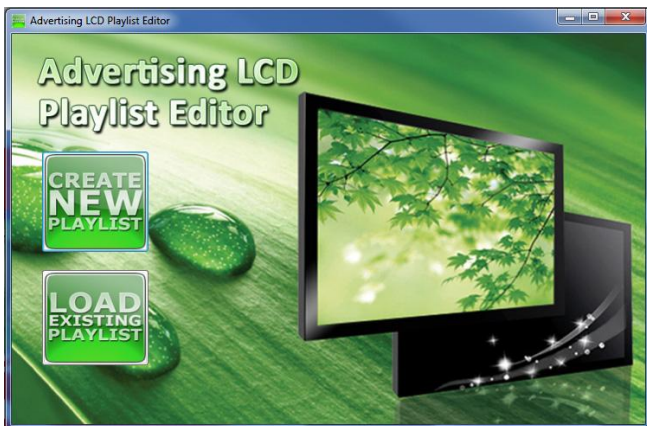 Advertising LCD Playlist Editor
Advertising LCD
Playlist Editor
CREATE
NEW
PLAYLIST
LOAD
EXISTING
PLAYLIST